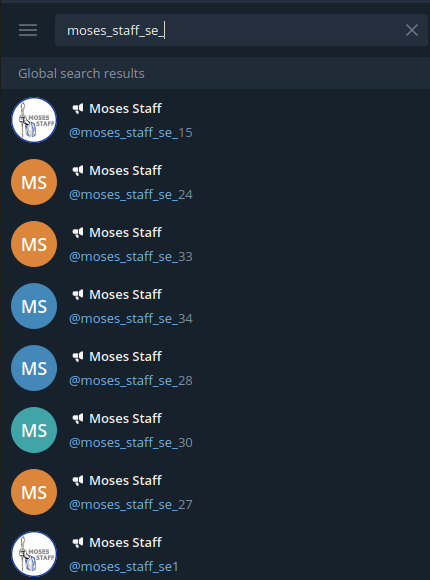 moses_staff_se_
Global search results
MOSES
STAFF
Moses Staff
@moses_staff_se_15
MS
Moses Staff
@moses_staff_se_24
MS
Moses Staff
@moses_staff_se_33
MS
Moses Staff
@moses_staff_se_34
MS
Moses Staff
@moses_staff_se_28
MS
Moses Staff
@moses_staff_se_30
MS
Moses Staff
@moses_staff_se_27
MOSES
STAFF
Moses Staff
@moses_staff_se1